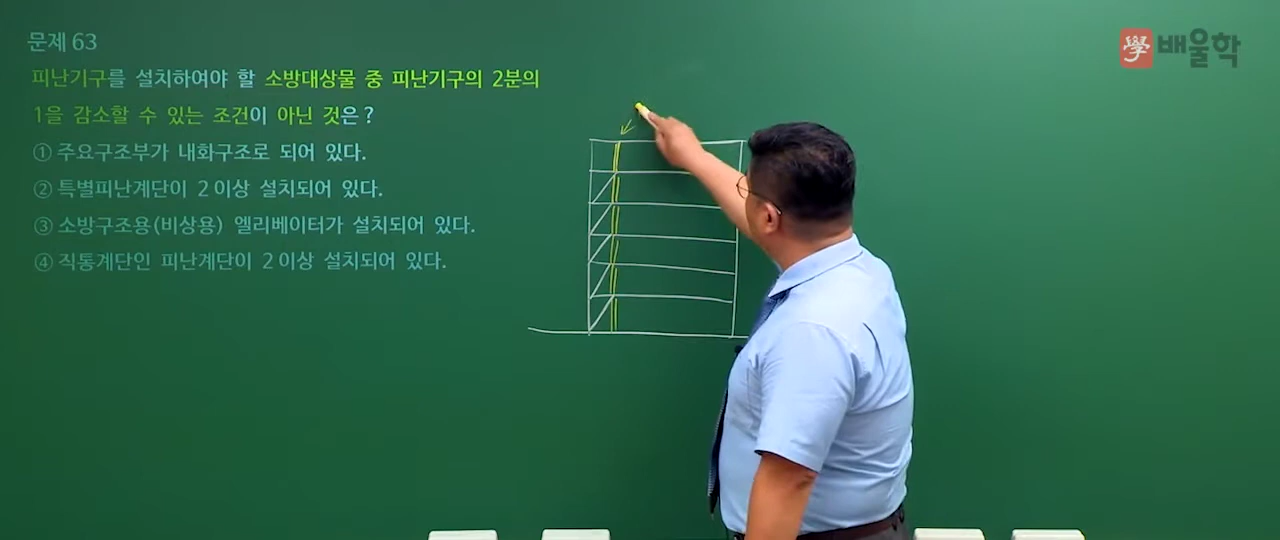 學 배울학
문제 63
피난기구를 설치하여야 할 소방대상물 중 피난기구의 2분의
1을 감소할 수 있는 조건이 아닌 것은?
① 주요구조부가 내화구조로 되어 있다.
② 특별피난계단이 2이상 설치되어 있다.
③ 소방구조용(비상용) 엘리베이터가 설치되어 있다.
④ 직통계단인 피난계단이 2이상 설치되어 있다.